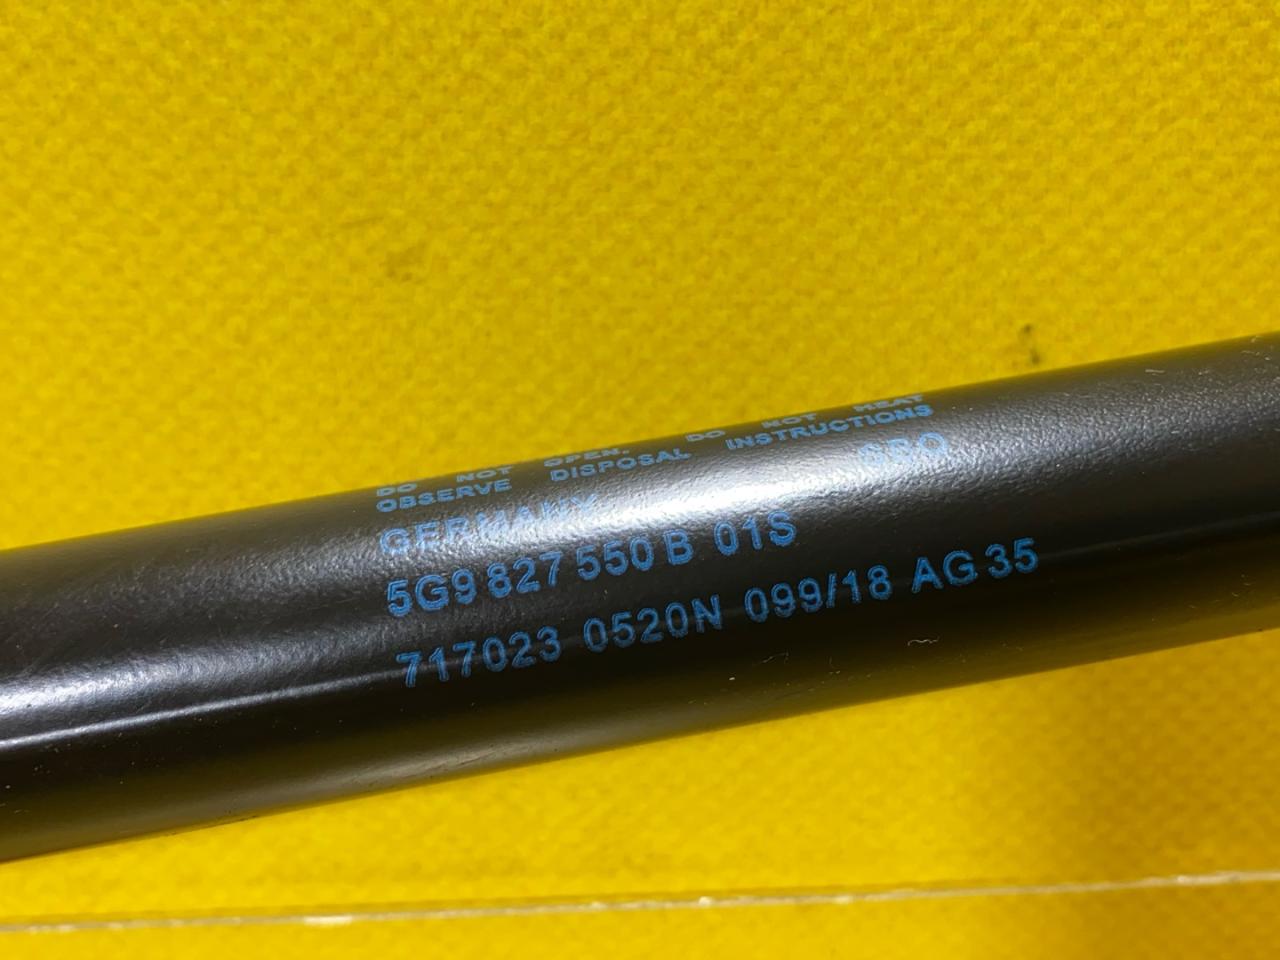 DO NOT OPEN. DO NOT HEAT
OBSERVE DISPOSAL INSTRUCTIONS
GERMANY
5G9 827 550 B 01S
717023 0520N 099/18 AG 35